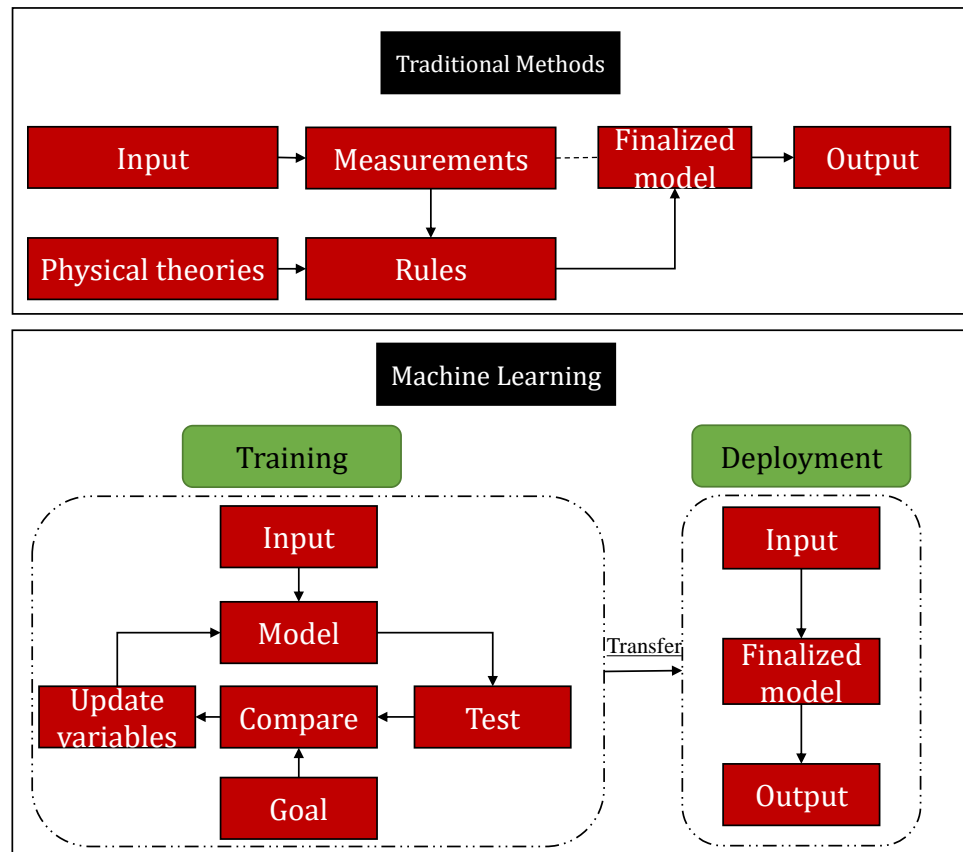 Traditional Methods
Input
Measurements
Finalized
model
Output
Physical theories
Rules
Machine Learning
Training
Deployment
Input
Model
Update
variables
Compare
Test
Goal
Transfer
Input
Finalized
model
Output